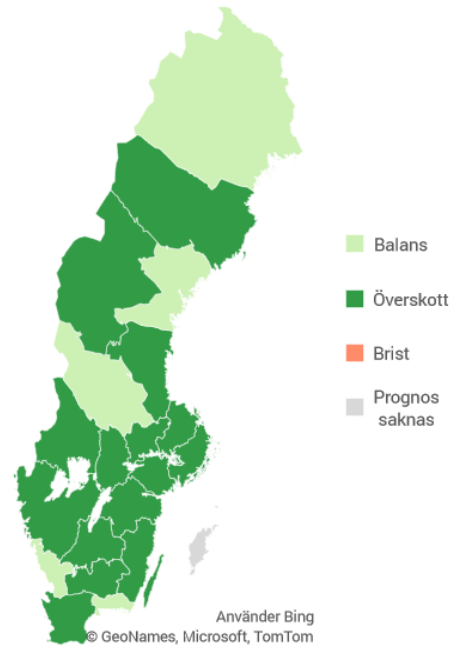 Balans
Överskott
Brist
Prognos
saknas
Använder Bing
© GeoNames, Microsoft, TomTom